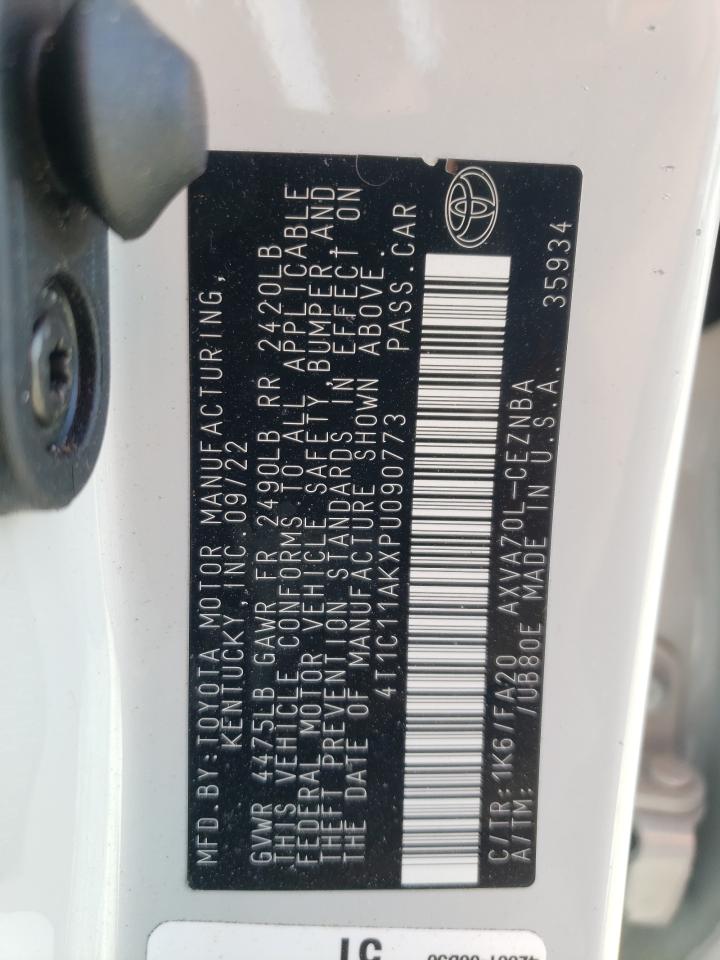 MFD.BY:TOYOTA MOTOR MANUFACTURING,
KENTUCKY,INC.09/22
GVWR 4475LB GAWR FR 2490LB RR 2420LB
THIS VEHICLE CONFORMS TO ALL APPLICABLE
FEDERAL MOTOR VEHICLE SAFETY,BUMPER,AND
THEFT PREVENTION STANDARDS IN EFFECT ON
THE DATE OF MANUFACTURE SHOWN ABOVE.
4T1C11AKXPU090773 PASS.CAR
C/TR:1K6/FA20 AXVA70L-CEZNBA
A/TM: /UB80E MADE IN U.S.A. 35934